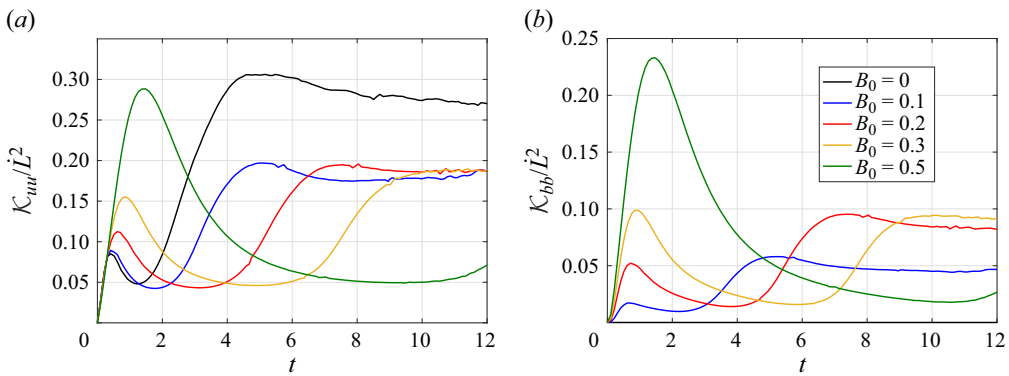 (a)
(b)
0.30
0.25
0.20
0.15
0.10
0.05
0 2 4 6 8 10 12
t
𝒦uu/L̇²
0.25
0.20
0.15
0.10
0.05
0 2 4 6 8 10 12
t
𝒦bb/L̇²
B₀ = 0
B₀ = 0.1
B₀ = 0.2
B₀ = 0.3
B₀ = 0.5